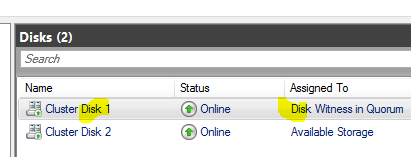 Disks (2)
Search
Name Status Assigned To
Cluster Disk 1 Online Disk Witness in Quorum
Cluster Disk 2 Online Available Storage